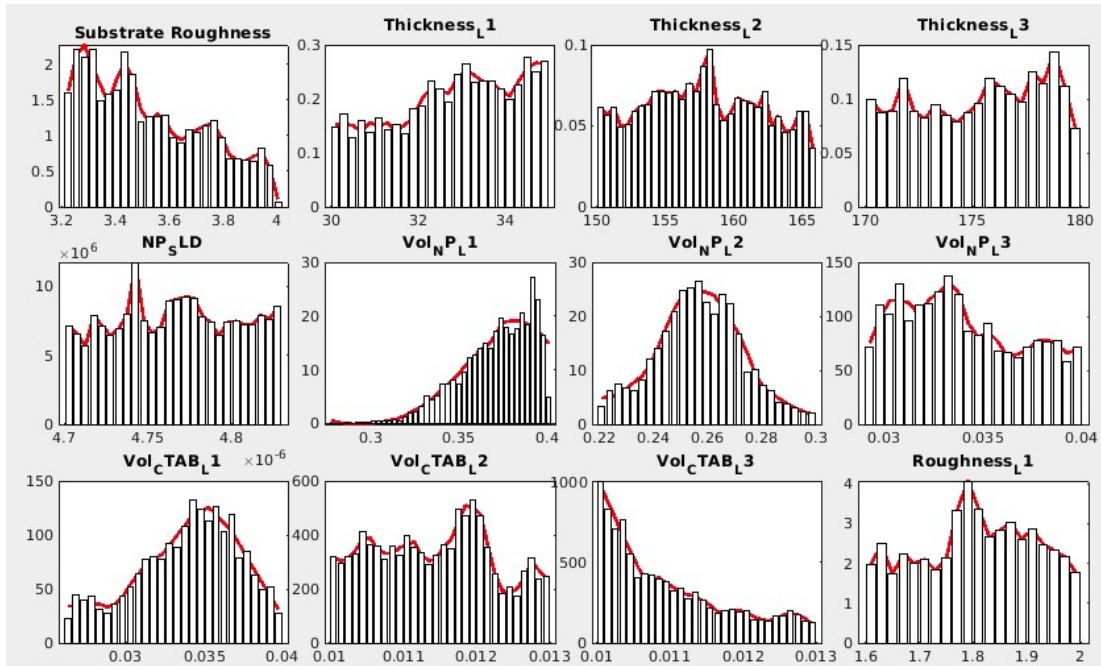 Substrate Roughness
Thickness_L1
Thickness_L2
Thickness_L3
2
1.5
1
0.5
0
3.2 3.4 3.6 3.8 4
0.3
0.2
0.1
0
30 32 34
0.1
0.05
0
150 155 160 165
0.15
0.1
0.05
0
170 175 180
NP_SLD
Vol_NP_L1
Vol_NP_L2
Vol_NP_L3
×10^6
10
5
0
4.7 4.75 4.8
×10^-6
30
20
10
0
0.3 0.35 0.4
30
20
10
0
0.22 0.24 0.26 0.28 0.3
150
100
50
0
0.03 0.035 0.04
Vol_CTAB_L1
Vol_CTAB_L2
Vol_CTAB_L3
Roughness_L1
150
100
50
0
0.03 0.035 0.04
600
400
200
0
0.01 0.011 0.012 0.013
1000
500
0
0.01 0.011 0.012 0.013
4
3
2
1
0
1.6 1.7 1.8 1.9 2